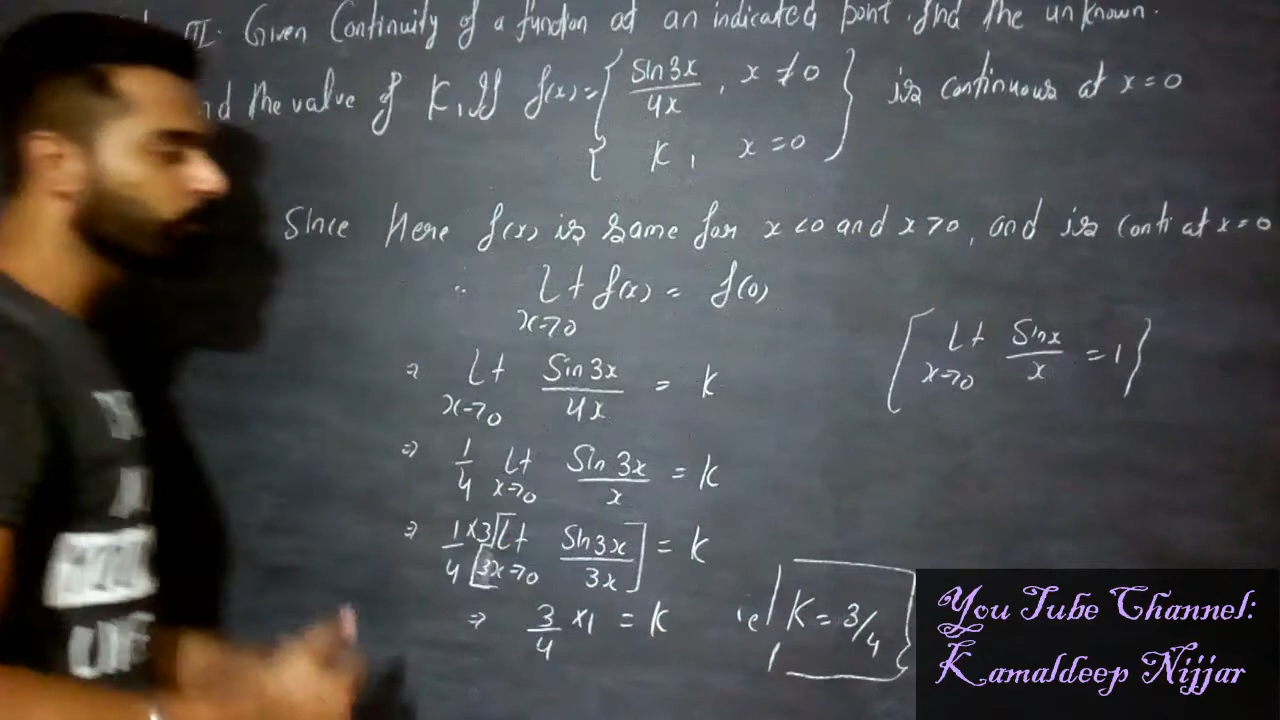 III. Given Continuity of a function at an indicated point find the unknown.
nd the value of K, If f(x) = { Sin3x/4x , x ≠ 0 } is continuous at x = 0
{ K , x = 0
Since here f(x) is same for x < 0 and x > 0, and is conti at x = 0
∴ Lt x→0 f(x) = f(0)
⇒ Lt x→0 Sin3x/4x = K
[ Lt x→0 Sinx/x = 1 ]
⇒ 1/4 Lt x→0 Sin 3x/x = K
⇒ 1/4 ×3 [ Lt 3x→0 Sin3x/3x ] = K
⇒ 3/4 ×1 = K i.e. K = 3/4
You Tube Channel:
Kamaldeep Nijjar